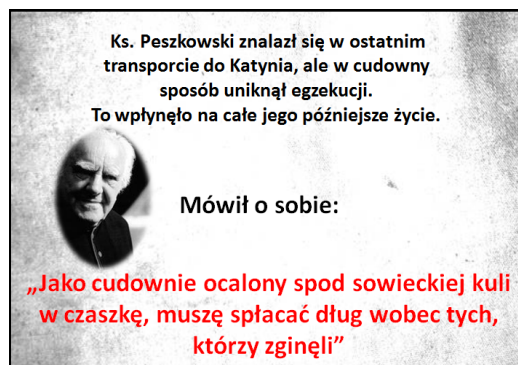 Ks. Peszkowski znalazł się w ostatnim
transporcie do Katynia, ale w cudowny
sposób uniknął egzekucji.
To wpłynęło na całe jego późniejsze życie.
Mówił o sobie:
„Jako cudownie ocalony spod sowieckiej kuli
w czaszkę, muszę spłacać dług wobec tych,
którzy zginęli”